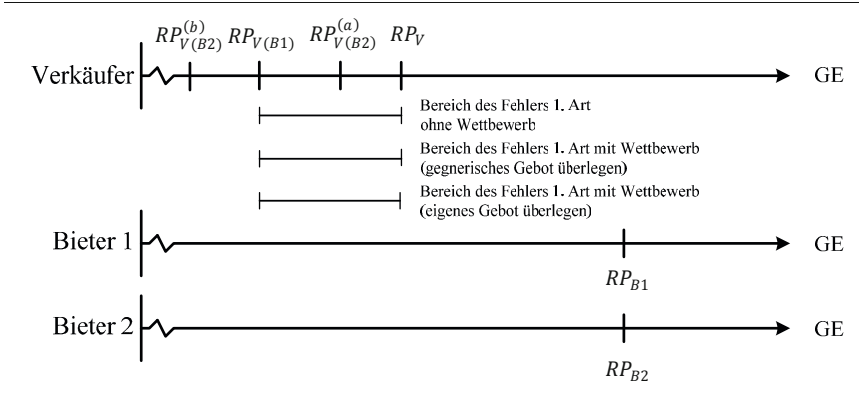 RP_{V(B2)}^{(b)} RP_{V(B1)} RP_{V(B2)}^{(a)} RP_V
Verkäufer GE
Bereich des Fehlers 1. Art
ohne Wettbewerb
Bereich des Fehlers 1. Art mit Wettbewerb
(gegnerisches Gebot überlegen)
Bereich des Fehlers 1. Art mit Wettbewerb
(eigenes Gebot überlegen)
Bieter 1 GE
RP_{B1}
Bieter 2 GE
RP_{B2}